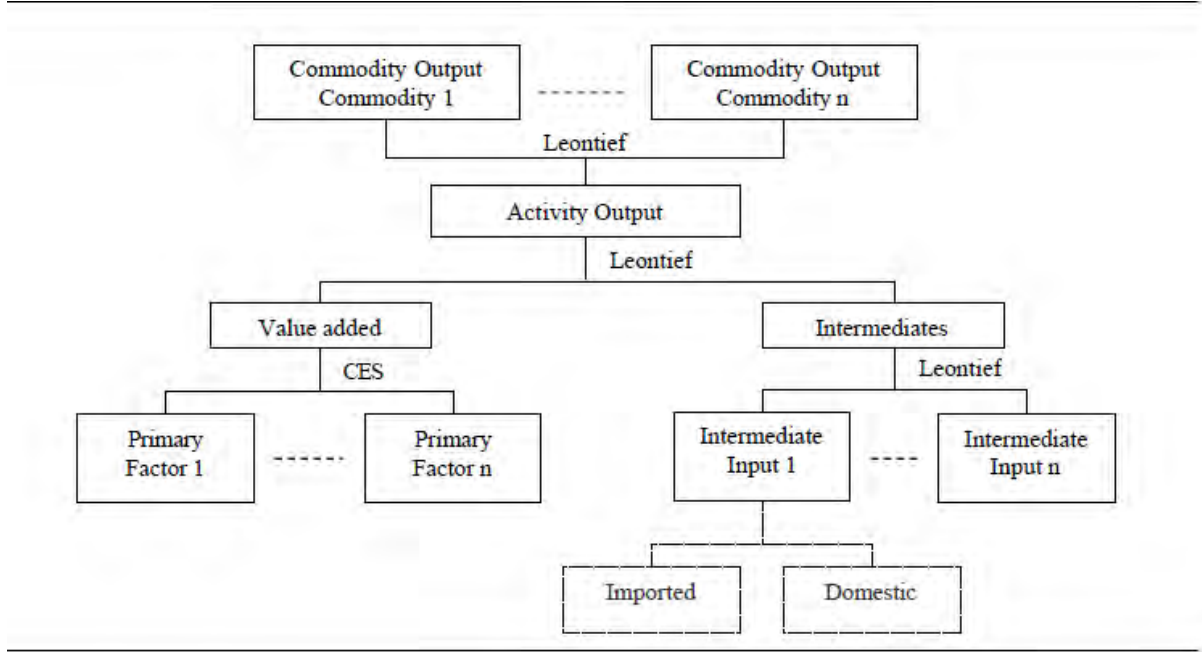 Commodity Output
Commodity 1
Commodity Output
Commodity n
Leontief
Activity Output
Leontief
Value added
Intermediates
CES
Leontief
Primary
Factor 1
Primary
Factor n
Intermediate
Input 1
Intermediate
Input n
Imported
Domestic